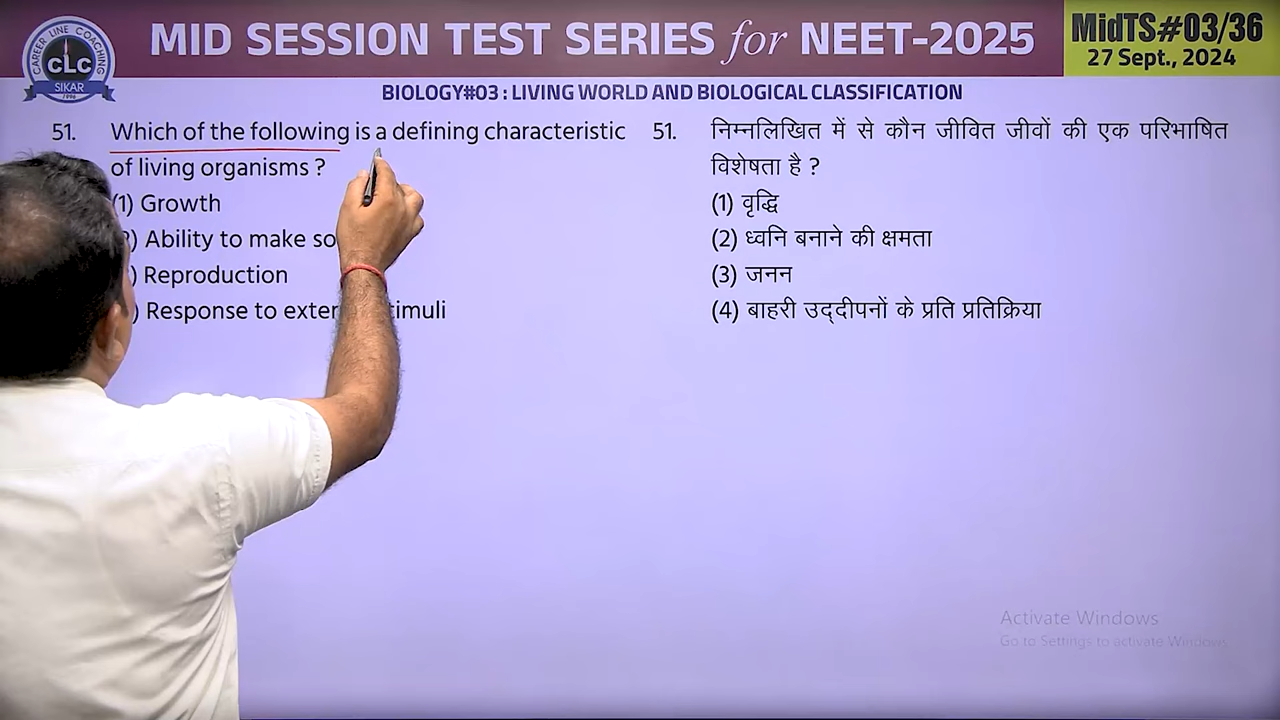 MID SESSION TEST SERIES for NEET-2025
MidTS#03/36
27 Sept., 2024
CAREER LINE COACHING
CLC
SIKAR
BIOLOGY#03 : LIVING WORLD AND BIOLOGICAL CLASSIFICATION
51. Which of the following is a defining characteristic
of living organisms ?
(1) Growth
) Ability to make so
) Reproduction
) Response to exter timuli
51. निम्नलिखित में से कौन जीवित जीवों की एक परिभाषित
विशेषता है ?
(1) वृद्धि
(2) ध्वनि बनाने की क्षमता
(3) जनन
(4) बाहरी उद्दीपनों के प्रति प्रतिक्रिया
Activate Windows
Go to Settings to activate Windows.